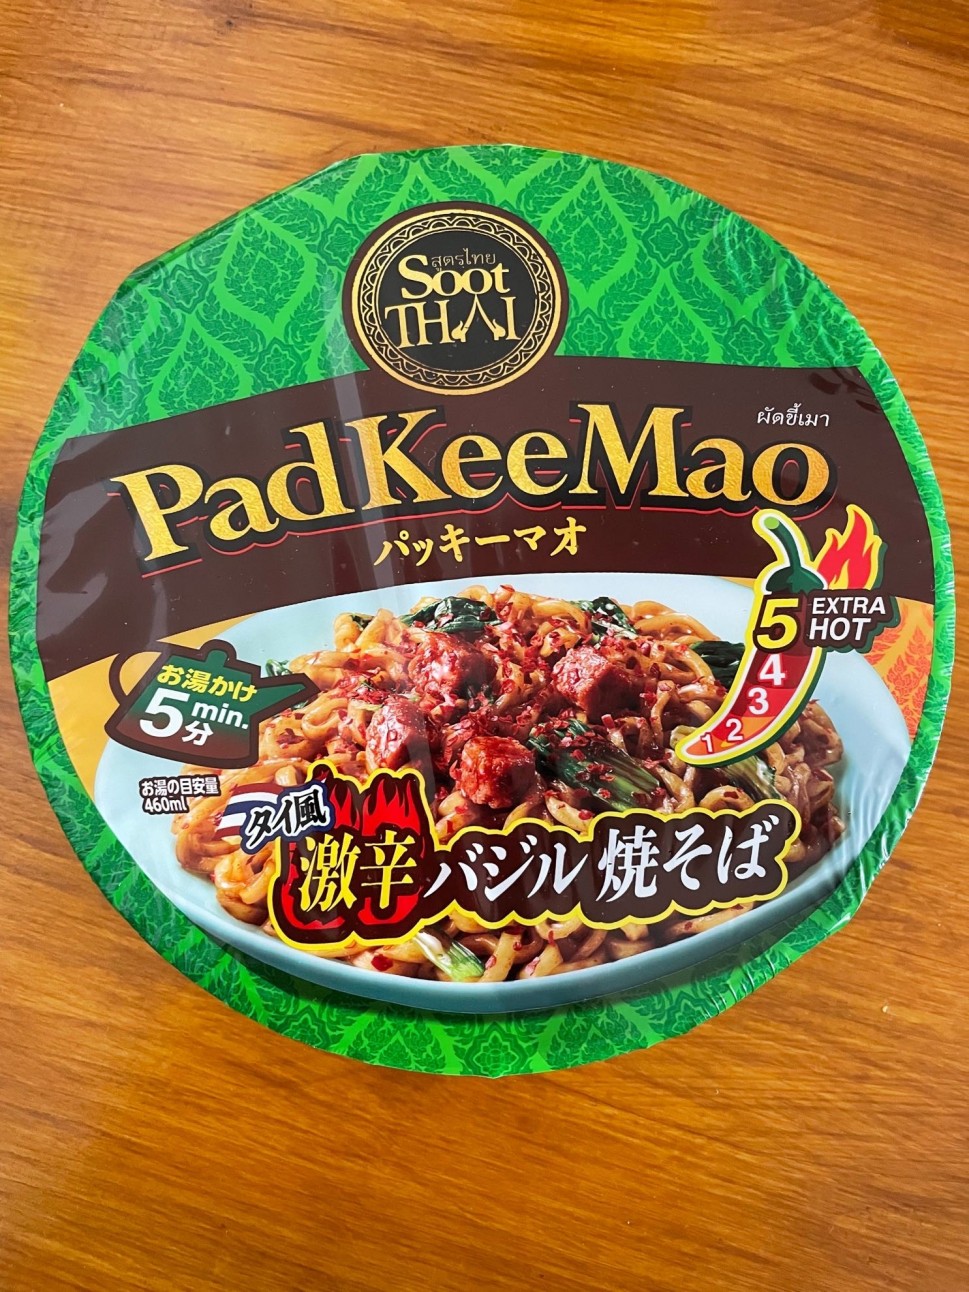 สูตรไทย
Soot
THAI
ผัดขี้เมา
PadKeeMao
パッキーマオ
5 EXTRA
HOT
4
3
2
1
お湯かけ
5 min.
分
お湯の目安量
460ml
タイ風
激辛バジル焼そば